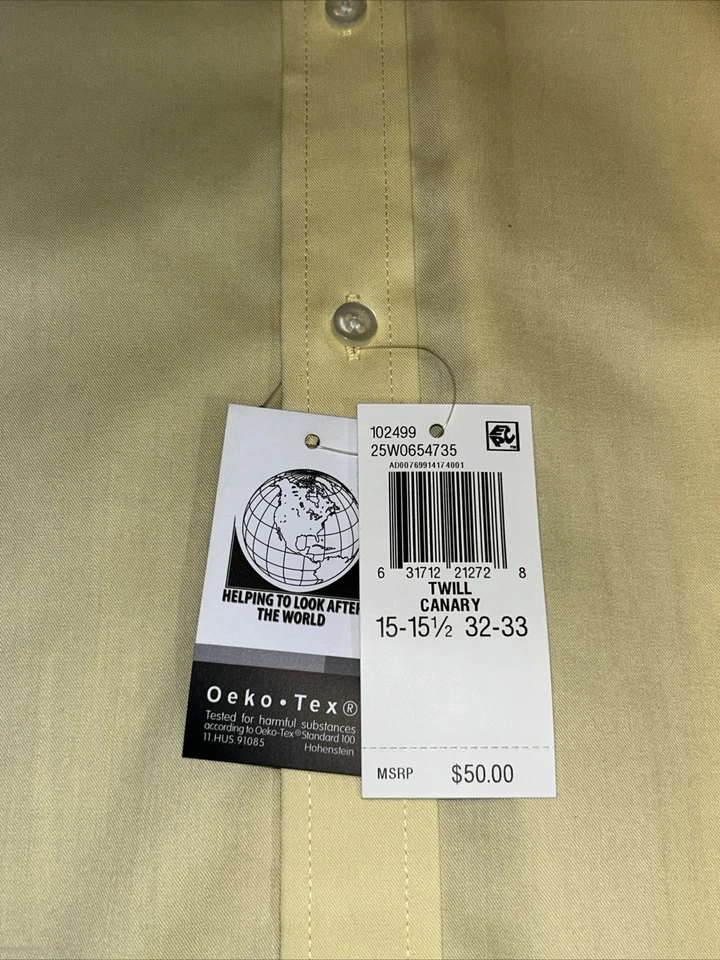 HELPING TO LOOK AFTER
THE WORLD
Oeko•Tex®
Tested for harmful substances
according to Oeko-Tex® Standard 100
11.HUS.91085 Hohenstein
102499
25W0654735
AD00769914174001
6 31712 21272 8
TWILL
CANARY
15-15½ 32-33
MSRP $50.00